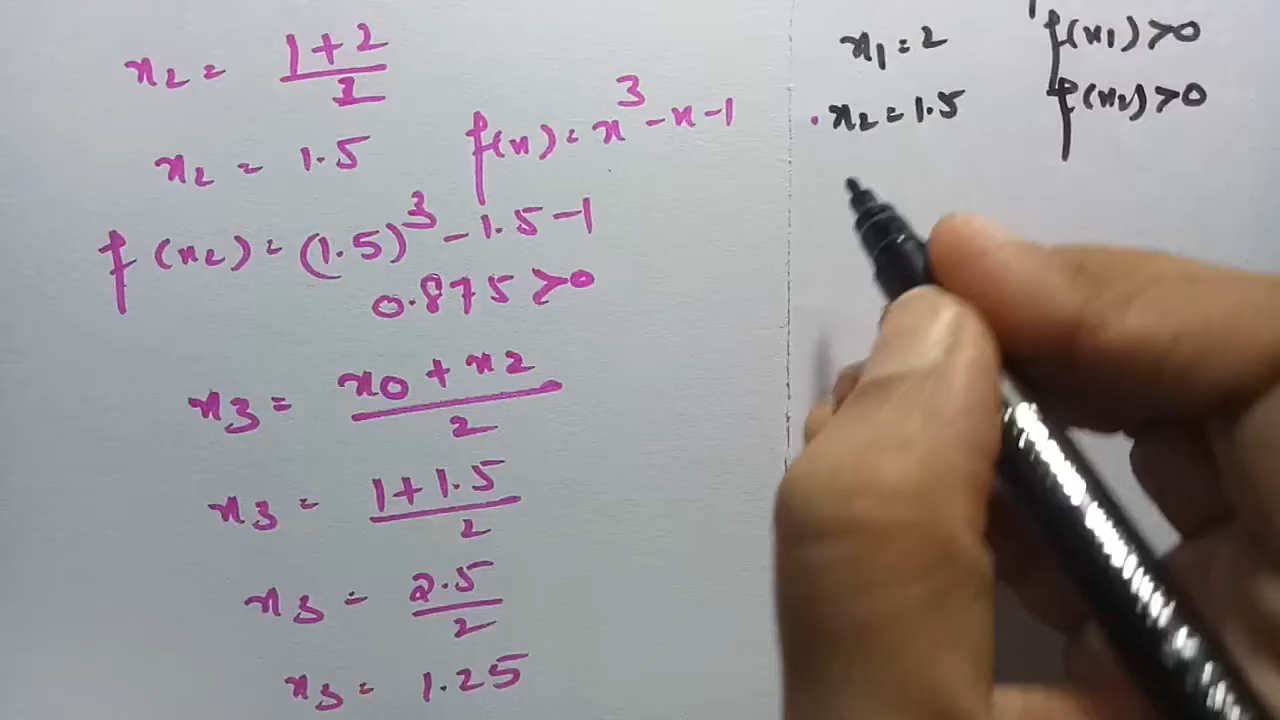 x2 = 1+2/2
x2 = 1.5
f(x) = x³-x-1
f(x2) = (1.5)³-1.5-1
0.875>0
x3 = x0+x2/2
x3 = 1+1.5/2
x3 = 2.5/2
x3 = 1.25
x1=2 f(x1)>0
x2=1.5 f(x2)>0